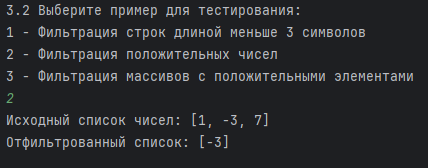 3.2 Выберите пример для тестирования:
1 - Фильтрация строк длиной меньше 3 символов
2 - Фильтрация положительных чисел
3 - Фильтрация массивов с положительными элементами
2
Исходный список чисел: [1, -3, 7]
Отфильтрованный список: [-3]